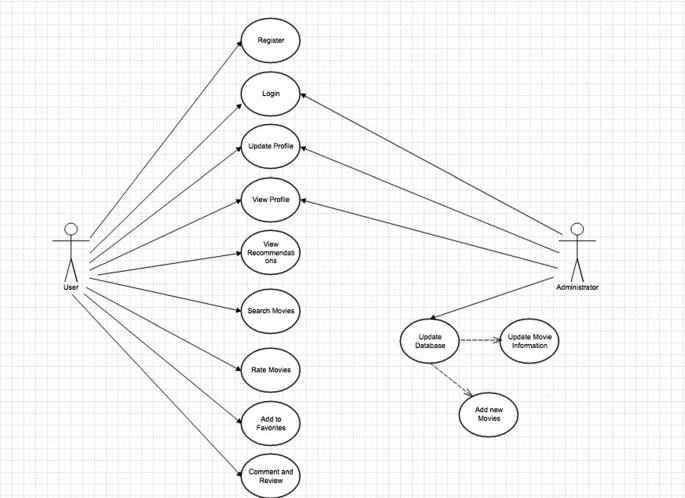 Register
Login
Update Profile
View Profile
View
Recommendati
ons
User
Administrator
Search Movies
Update
Database
Update Movie
Information
Rate Movies
Add new
Movies
Add to
Favorites
Comment and
Review